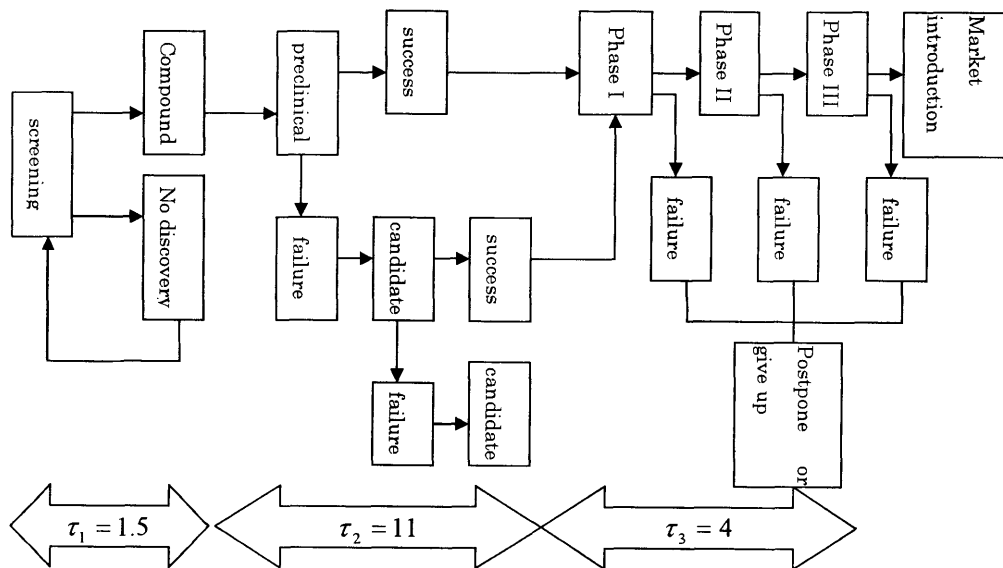 screening
Compound
No discovery
preclinical
success
failure
candidate
success
failure
candidate
Phase I
Phase II
Phase III
Market
introduction
failure
failure
failure
Postpone or
give up
τ₁ = 1.5
τ₂ = 11
τ₃ = 4